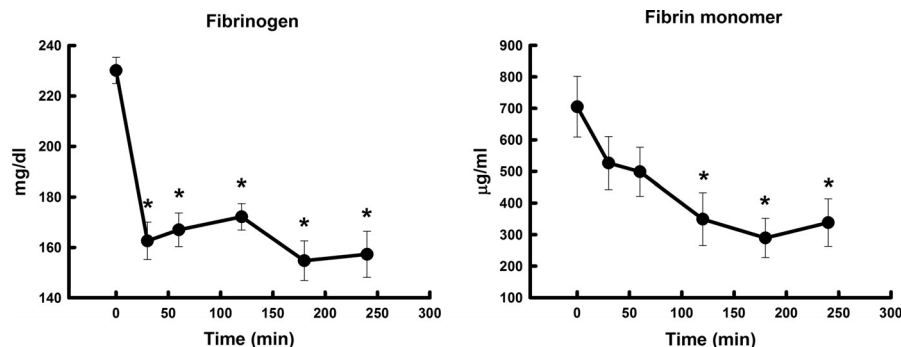 Fibrinogen
240
220
200
180
160
140
mg/dl
* * * * *
0 50 100 150 200 250 300
Time (min)
Fibrin monomer
900
800
700
600
500
400
300
200
100
µg/ml
* * *
0 50 100 150 200 250 300
Time (min)